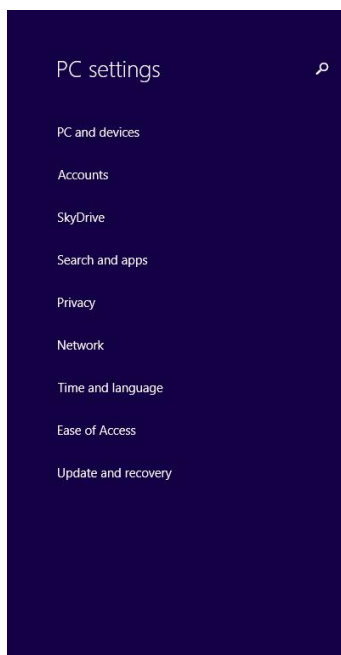 PC settings
PC and devices
Accounts
SkyDrive
Search and apps
Privacy
Network
Time and language
Ease of Access
Update and recovery